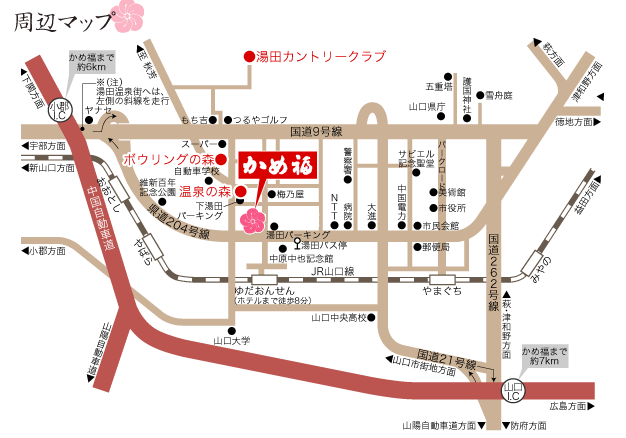 周辺マップ
かめ福まで
約6km
至 秋芳
湯田カントリークラブ
萩方面
津和野方面
下関方面
小郡
I.C
※(注)
湯田温泉街へは、
左側の斜線を走行
ヤナセ
もち吉
つるやゴルフ
五重塔
護国神社
雪舟庭
山口県庁
徳地方面
国道9号線
宇部方面
スーパー
ボウリングの森
かめ福
自動車学校
警察署
サビエル
記念聖堂
パークロード
新山口方面
おおとし
維新百年
記念公園
温泉の森
梅乃屋
下湯田
パーキング
美術館
市役所
益田方面
中国自動車道
県道204号線
NTT
病院
大進
中国電力
市民会館
湯田パーキング
湯田バス停
中原中也記念館
郵便局
国道262号線
小郡方面
やばら
JR山口線
ゆだおんせん
(ホテルまで徒歩8分)
やまぐち
みやの
萩・津和野方面
山陽自動車道
山口大学
山口中央高校
国道21号線
山口市街地方面
かめ福まで
約7km
山口
I.C
広島方面
山陽自動車道方面
防府方面